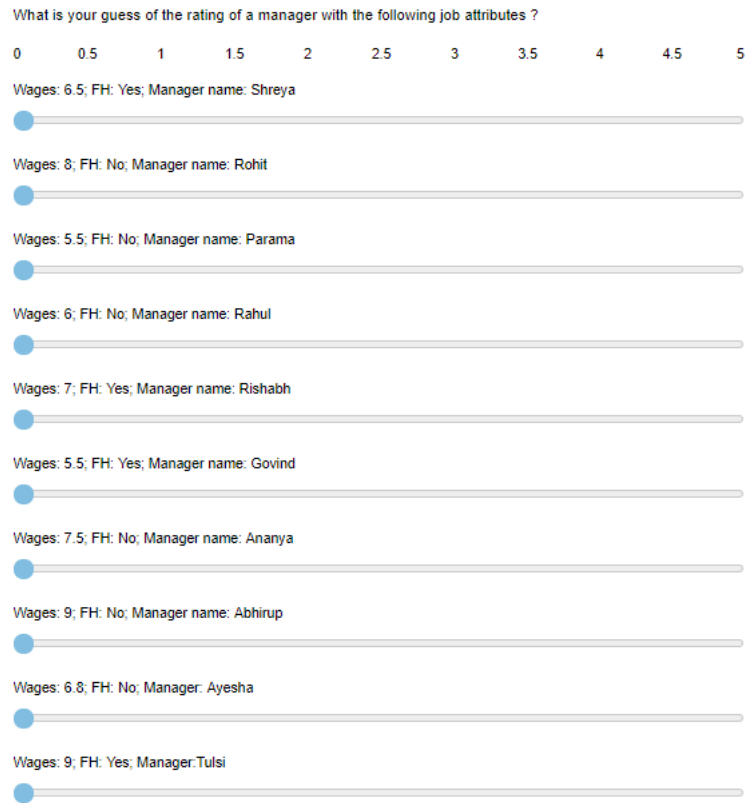 What is your guess of the rating of a manager with the following job attributes ?
0 0.5 1 1.5 2 2.5 3 3.5 4 4.5 5
Wages: 6.5; FH: Yes; Manager name: Shreya
Wages: 8; FH: No; Manager name: Rohit
Wages: 5.5; FH: No; Manager name: Parama
Wages: 6; FH: No; Manager name: Rahul
Wages: 7; FH: Yes; Manager name: Rishabh
Wages: 5.5; FH: Yes; Manager name: Govind
Wages: 7.5; FH: No; Manager name: Ananya
Wages: 9; FH: No; Manager name: Abhirup
Wages: 6.8; FH: No; Manager: Ayesha
Wages: 9; FH: Yes; Manager:Tulsi